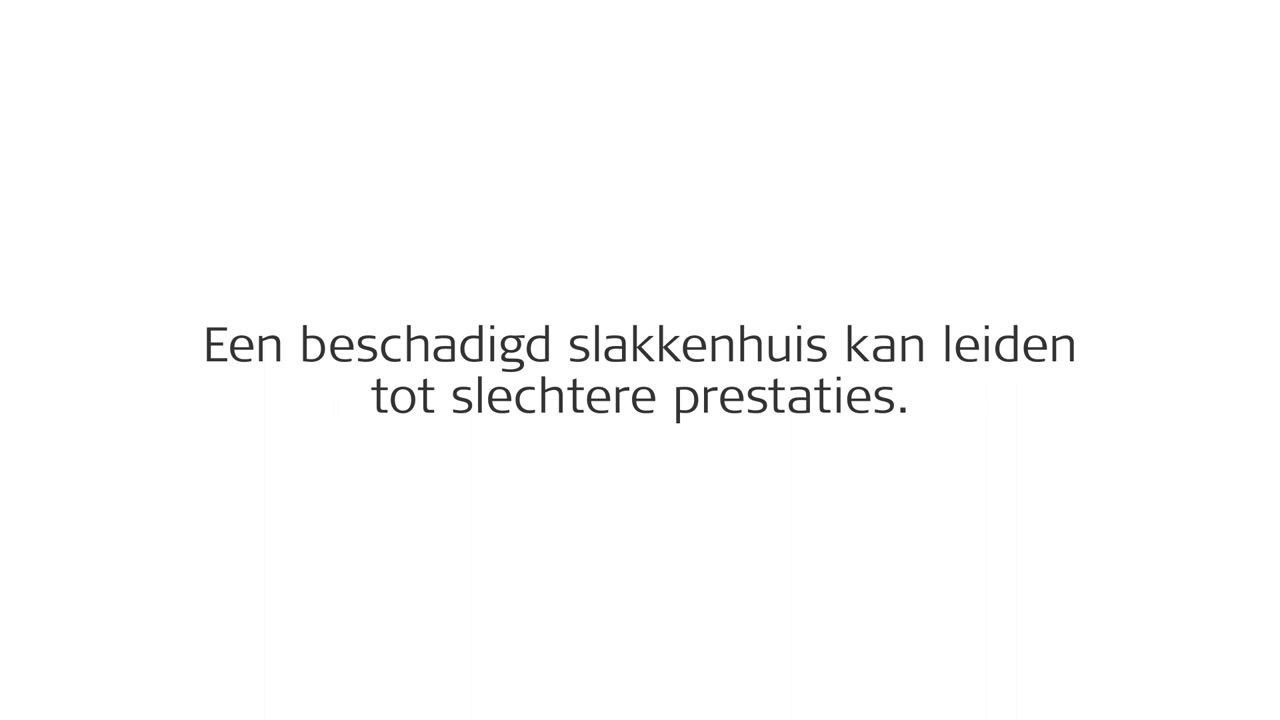 Een beschadigd slakkenhuis kan leiden
tot slechtere prestaties.